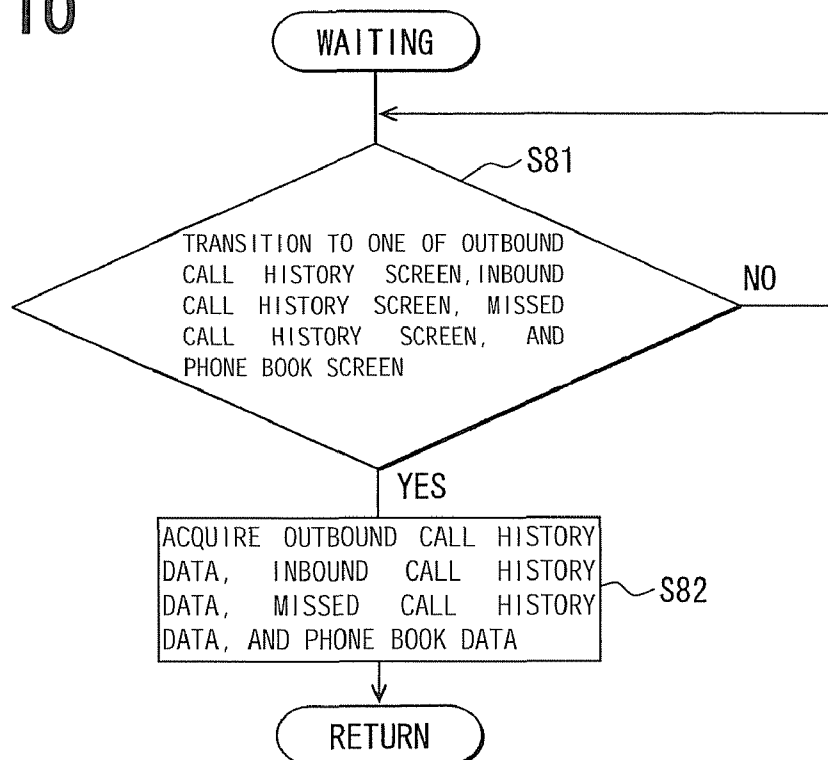 10
WAITING
S81
TRANSITION TO ONE OF OUTBOUND
CALL HISTORY SCREEN, INBOUND
CALL HISTORY SCREEN, MISSED
CALL HISTORY SCREEN, AND
PHONE BOOK SCREEN
NO
YES
ACQUIRE OUTBOUND CALL HISTORY
DATA, INBOUND CALL HISTORY
DATA, MISSED CALL HISTORY
DATA, AND PHONE BOOK DATA
S82
RETURN